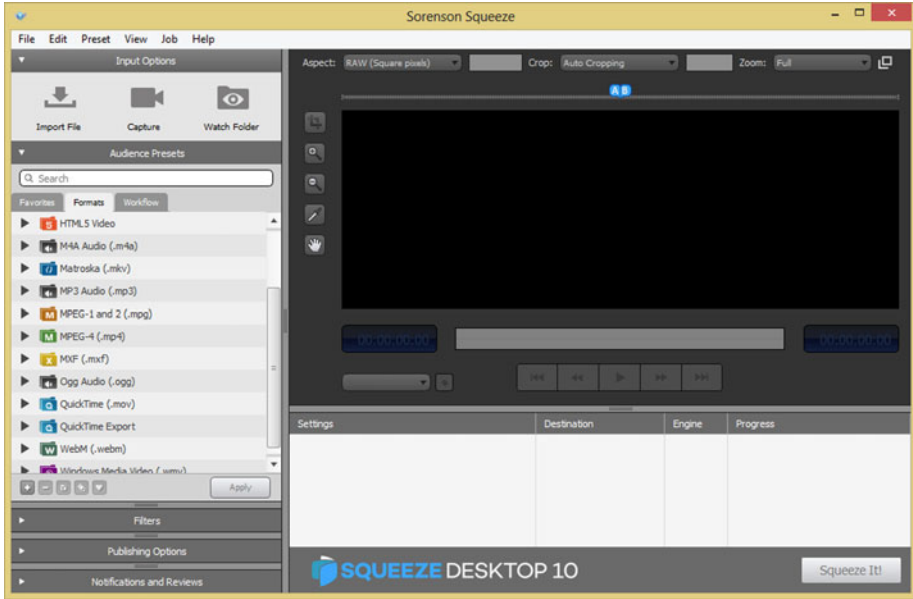 Sorenson Squeeze
File Edit Preset View Job Help
Input Options
Import File Capture Watch Folder
Audience Presets
Search
Favorites Formats Workflow
HTML5 Video
M4A Audio (.m4a)
Matroska (.mkv)
MP3 Audio (.mp3)
MPEG-1 and 2 (.mpg)
MPEG-4 (.mp4)
MXF (.mxf)
Ogg Audio (.ogg)
QuickTime (.mov)
QuickTime Export
WebM (.webm)
Windows Media Video (.wmv)
Apply
Filters
Publishing Options
Notifications and Reviews
Aspect: RAW (Square pixels) Crop: Auto Cropping Zoom: Full
A B
00:00:00:00 00:00:00:00
Settings Destination Engine Progress
SQUEEZE DESKTOP 10
Squeeze It!